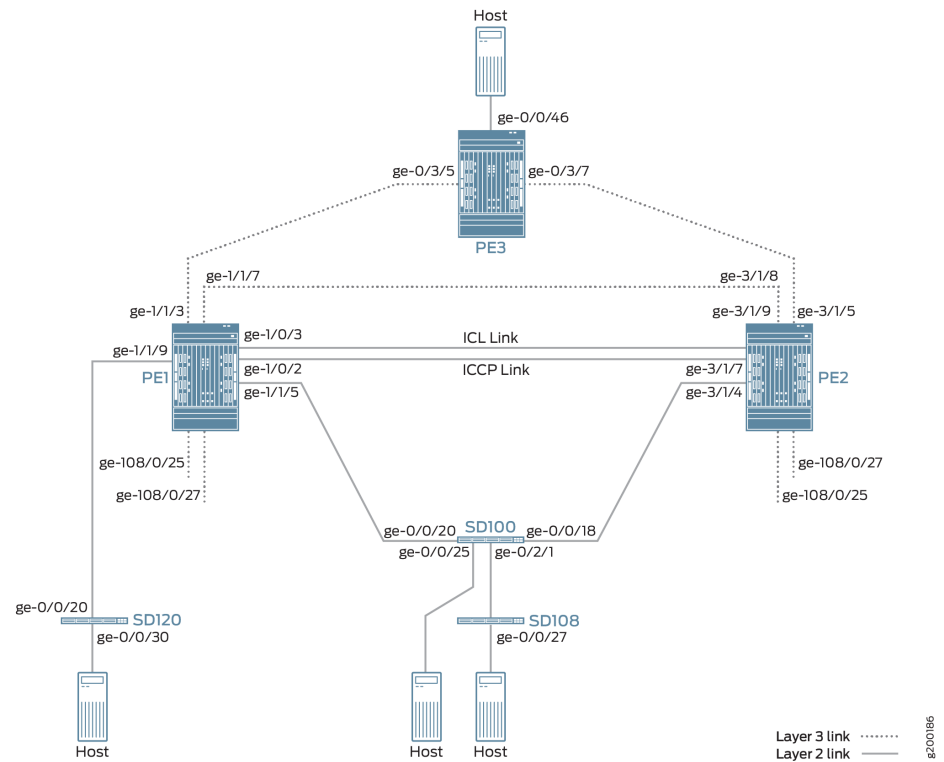 Host
ge-0/0/46
ge-0/3/5
ge-0/3/7
PE3
ge-1/1/7
ge-3/1/8
ge-1/1/3
ge-3/1/9
ge-3/1/5
ge-1/0/3
ICL Link
ge-1/1/9
ICCP Link
PE1
ge-1/0/2
ge-3/1/7
PE2
ge-1/1/5
ge-3/1/4
ge-108/0/25
ge-108/0/27
ge-108/0/27
ge-108/0/25
SD100
ge-0/0/20
ge-0/0/18
ge-0/0/25
ge-0/2/1
ge-0/0/20
SD120
SD108
ge-0/0/30
ge-0/0/27
Host
Host
Host
Layer 3 link
Layer 2 link
g200186